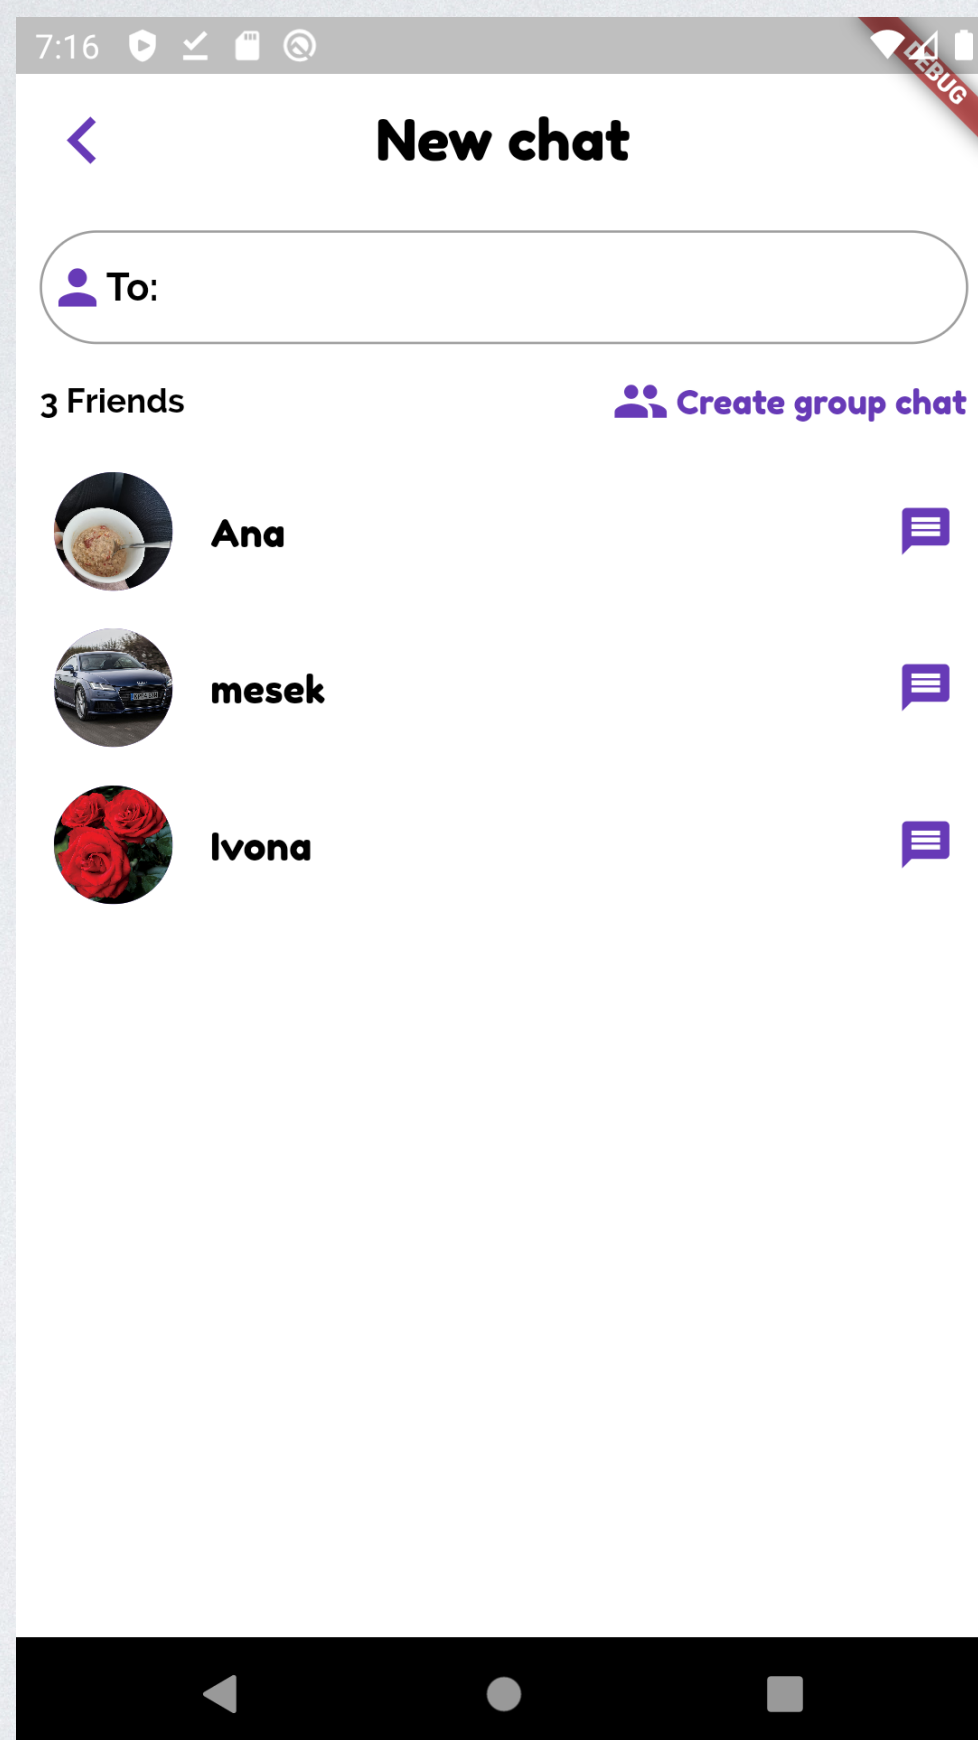 7:16
DEBUG
New chat
To:
3 Friends
Create group chat
Ana
mesek
Ivona